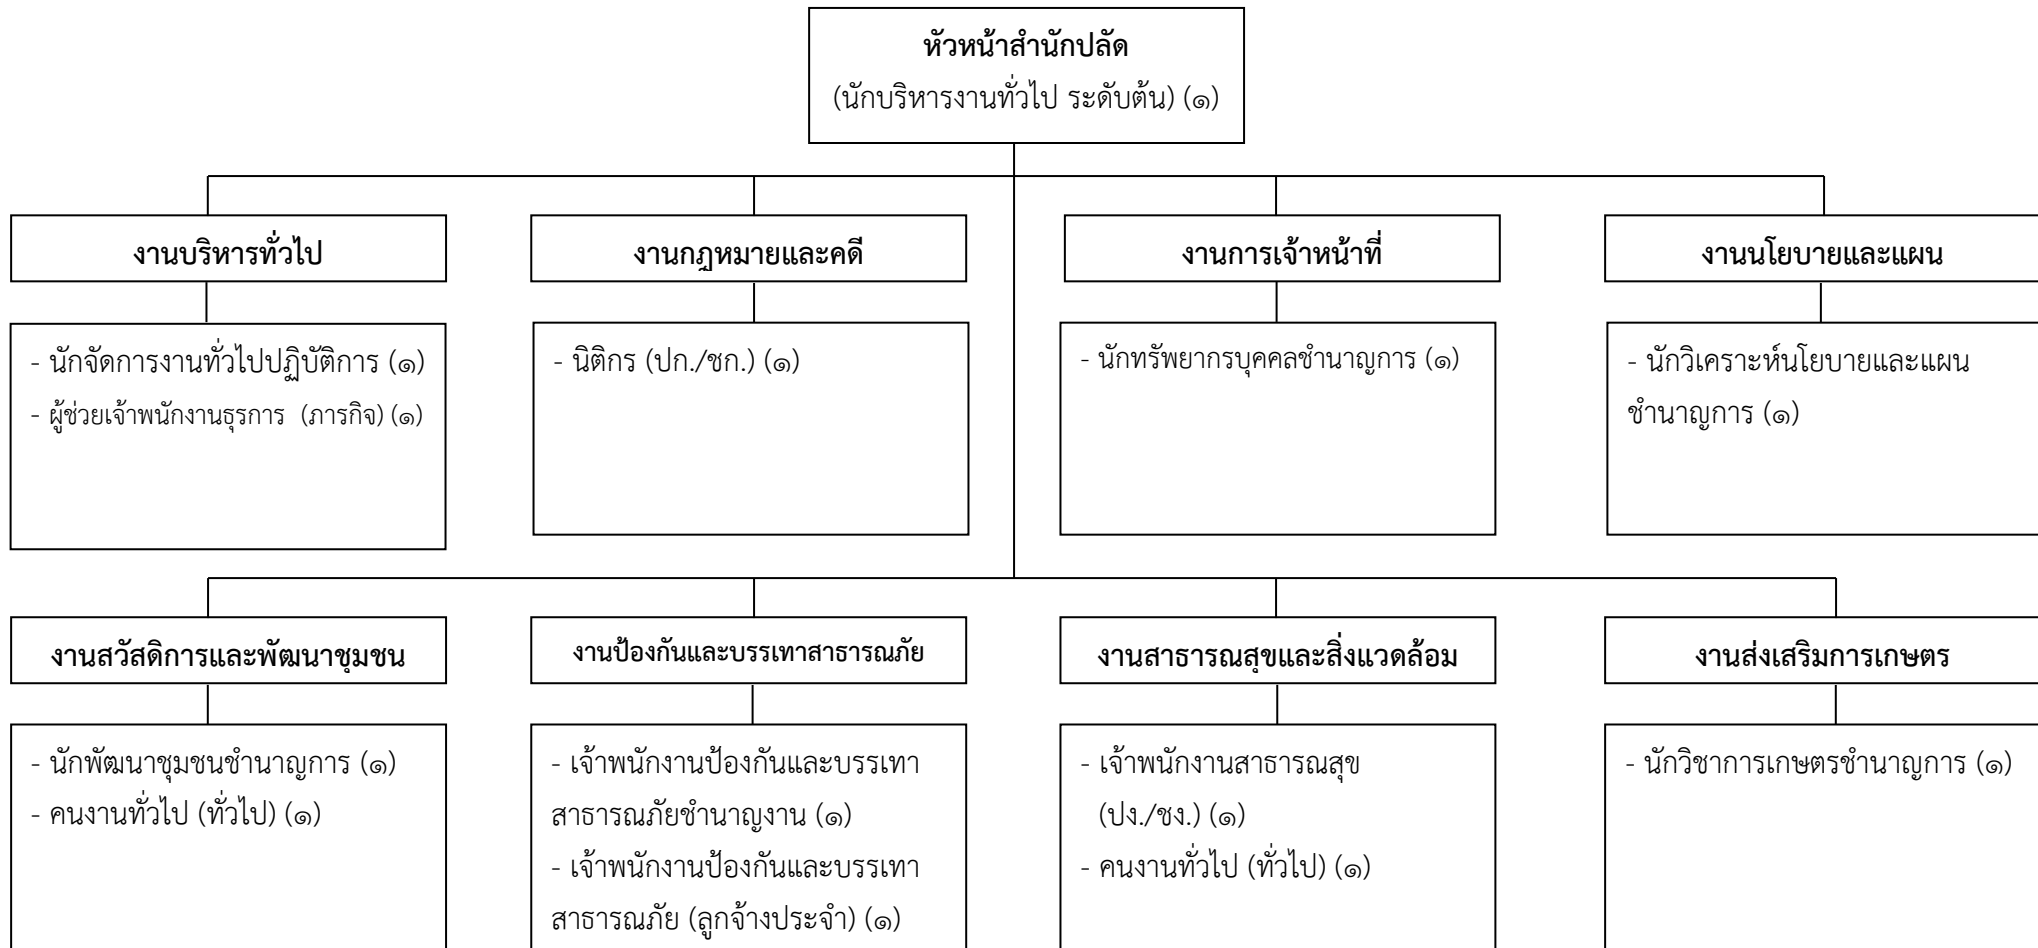 หัวหน้าสำนักปลัด
(นักบริหารงานทั่วไป ระดับต้น) (๑)
งานบริหารทั่วไป
งานกฎหมายและคดี
งานการเจ้าหน้าที่
งานนโยบายและแผน
- นักจัดการงานทั่วไปปฏิบัติการ (๑)
- ผู้ช่วยเจ้าพนักงานธุรการ (ภารกิจ) (๑)
- นิติกร (ปก./ชก.) (๑)
- นักทรัพยากรบุคคลชำนาญการ (๑)
- นักวิเคราะห์นโยบายและแผน
ชำนาญการ (๑)
งานสวัสดิการและพัฒนาชุมชน
งานป้องกันและบรรเทาสาธารณภัย
งานสาธารณสุขและสิ่งแวดล้อม
งานส่งเสริมการเกษตร
- นักพัฒนาชุมชนชำนาญการ (๑)
- คนงานทั่วไป (ทั่วไป) (๑)
- เจ้าพนักงานป้องกันและบรรเทา
สาธารณภัยชำนาญงาน (๑)
- เจ้าพนักงานป้องกันและบรรเทา
สาธารณภัย (ลูกจ้างประจำ) (๑)
- เจ้าพนักงานสาธารณสุข
(ปง./ชง.) (๑)
- คนงานทั่วไป (ทั่วไป) (๑)
- นักวิชาการเกษตรชำนาญการ (๑)